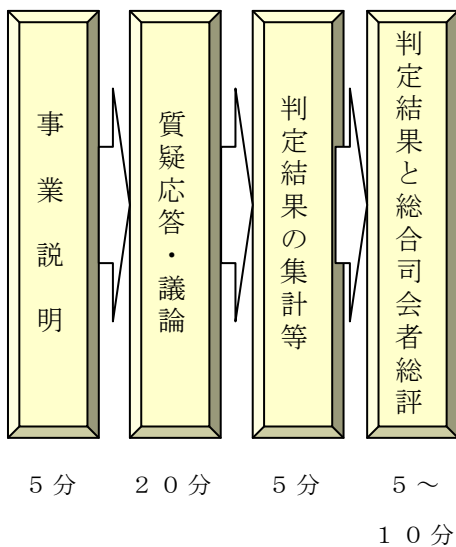 事業説明
質疑応答・議論
判定結果の集計等
判定結果と総合司会者総評
5分
20分
5分
5～
10分